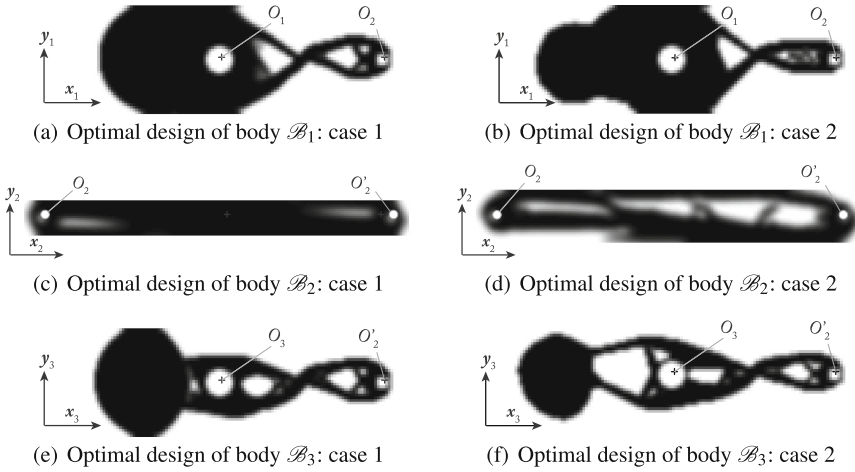 O₁ O₂ O₁ O₂
y₁ y₁
x₁ x₁
(a) Optimal design of body ℬ₁: case 1 (b) Optimal design of body ℬ₁: case 2
O₂ O'₂ O₂ O'₂
y₂ y₂
x₂ x₂
(c) Optimal design of body ℬ₂: case 1 (d) Optimal design of body ℬ₂: case 2
O₃ O'₂ O₃ O'₂
y₃ y₃
x₃ x₃
(e) Optimal design of body ℬ₃: case 1 (f) Optimal design of body ℬ₃: case 2